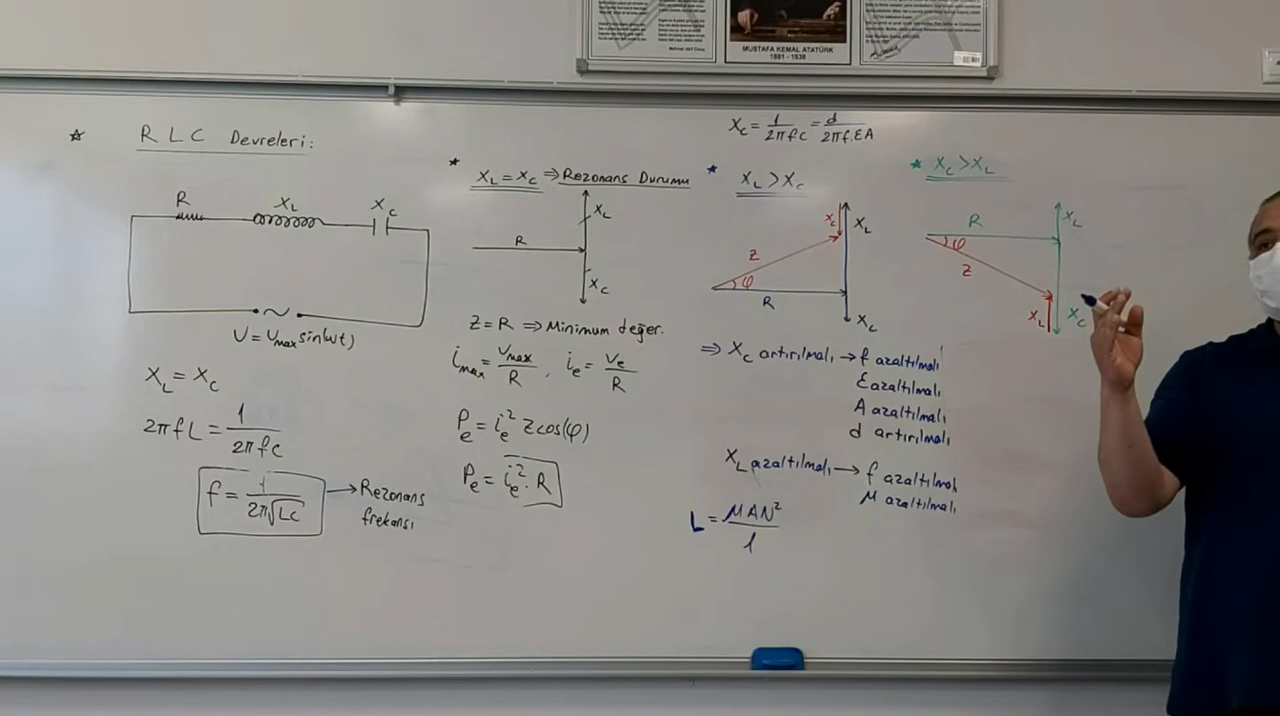 MUSTAFA KEMAL ATATÜRK
1881 - 1938
☆ RLC Devreleri:
R
X_L
X_C
U = U_max sin(wt)
X_L = X_C
2πfL = 1/2πfC
f = 1/2π√LC → Rezonans
frekansı
* X_L = X_C ⇒ Rezonans Durumu
X_L
R
X_C
Z = R ⇒ Minimum değer.
i_max = U_max/R , i_e = V_e/R
P_e = i_e² Z cos(φ)
P_e = i_e² . R
X_C = 1/2πfC = d/2πf.εA
* X_L > X_C
X_C
X_L
Z
φ
R
X_C
⇒ X_C artırılmalı → f azaltılmalı
ε azaltılmalı
A azaltılmalı
d artırılmalı
X_L azaltılmalı → f azaltılmalı
μ azaltılmalı
L = μAN²/l
* X_C > X_L
R
X_L
φ
Z
X_L
X_C